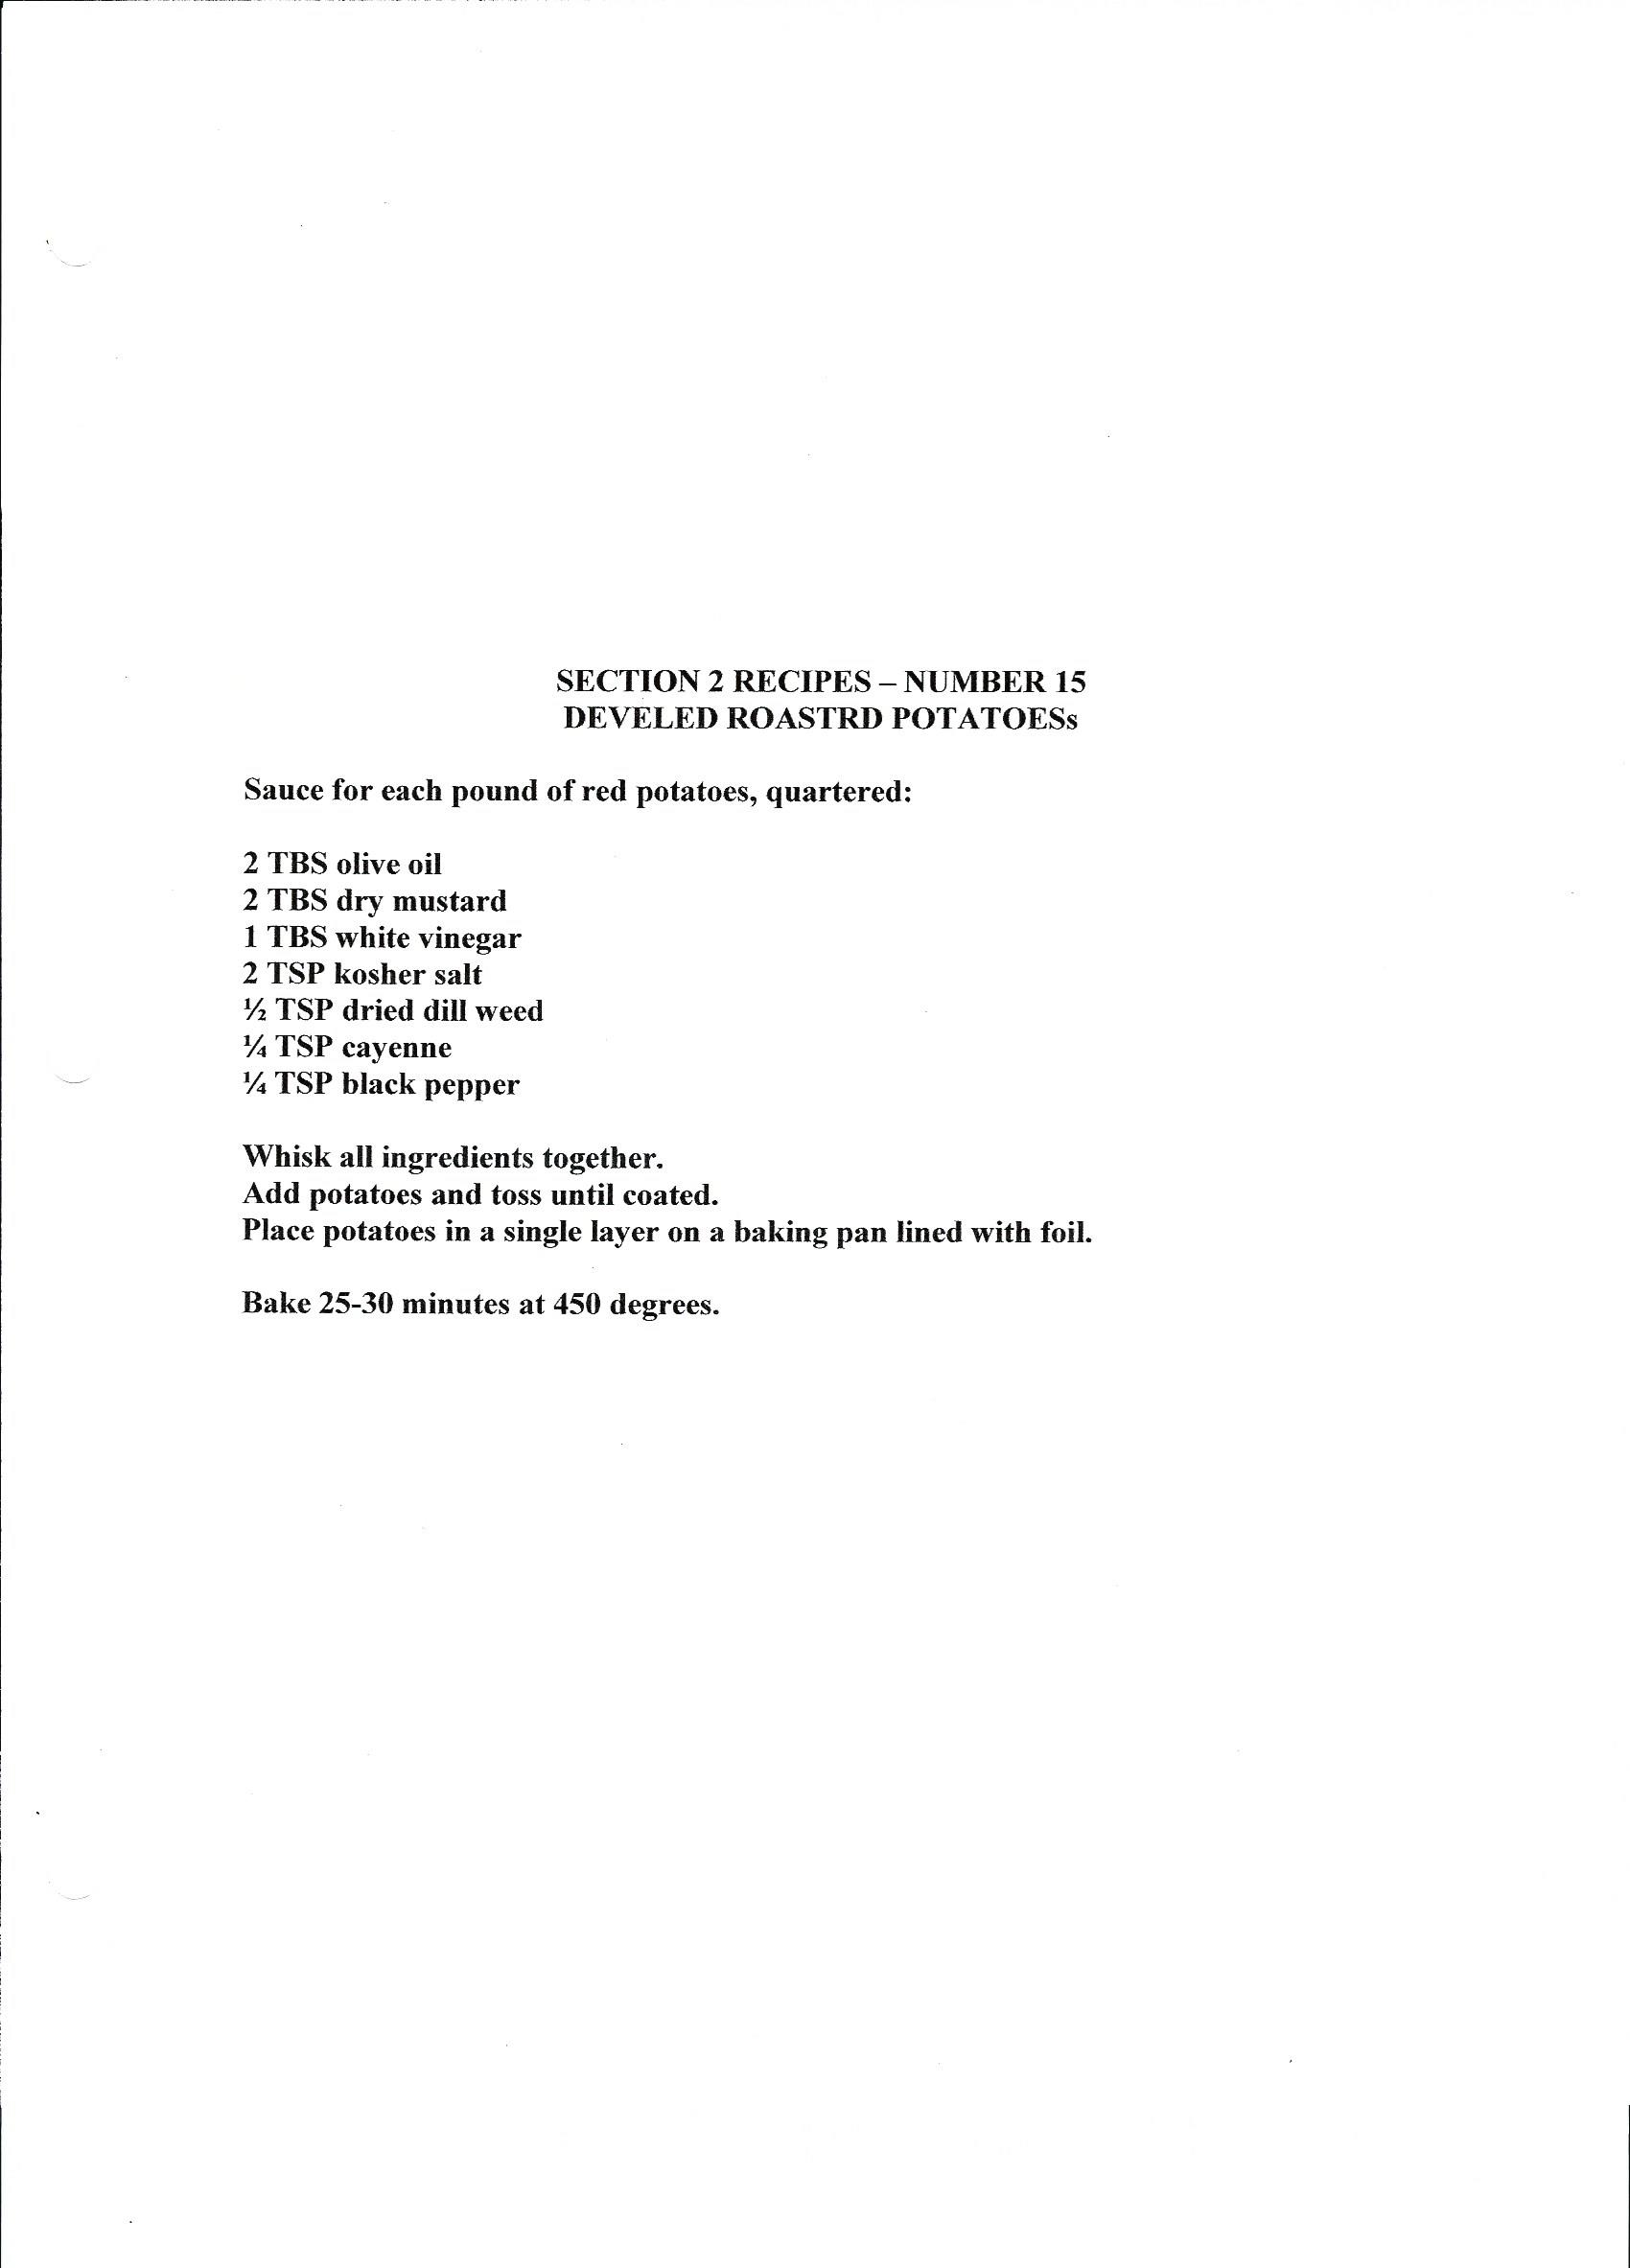 SECTION 2 RECIPES – NUMBER 15
DEVELED ROASTRD POTATOESs
Sauce for each pound of red potatoes, quartered:
2 TBS olive oil
2 TBS dry mustard
1 TBS white vinegar
2 TSP kosher salt
½ TSP dried dill weed
¼ TSP cayenne
¼ TSP black pepper
Whisk all ingredients together.
Add potatoes and toss until coated.
Place potatoes in a single layer on a baking pan lined with foil.
Bake 25-30 minutes at 450 degrees.